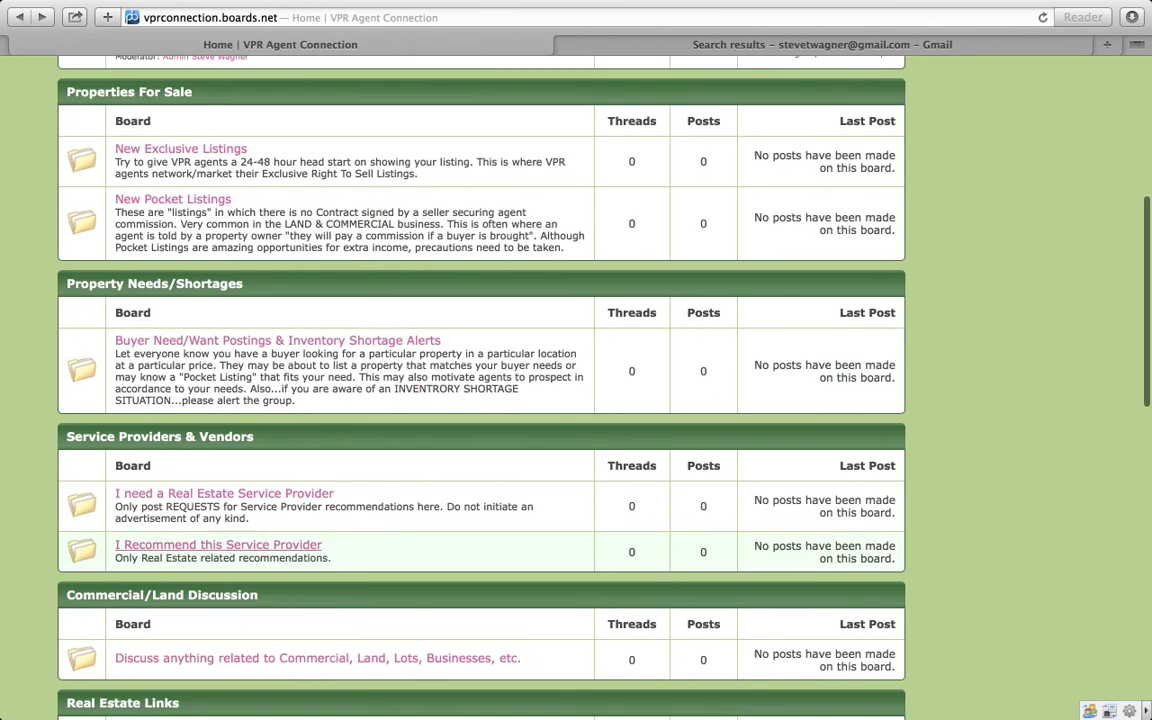 vprconnection.boards.net — Home | VPR Agent Connection
Reader
Home | VPR Agent Connection
Search results – stevetwagner@gmail.com – Gmail
Moderator: Admin Steve Wagner
Properties For Sale
Board Threads Posts Last Post
New Exclusive Listings
Try to give VPR agents a 24-48 hour head start on showing your listing. This is where VPR
agents network/market their Exclusive Right To Sell Listings.
0 0
No posts have been made
on this board.
New Pocket Listings
These are "listings" in which there is no Contract signed by a seller securing agent
commission. Very common in the LAND & COMMERCIAL business. This is often where an
agent is told by a property owner "they will pay a commission if a buyer is brought". Although
Pocket Listings are amazing opportunities for extra income, precautions need to be taken.
0 0
No posts have been made
on this board.
Property Needs/Shortages
Board Threads Posts Last Post
Buyer Need/Want Postings & Inventory Shortage Alerts
Let everyone know you have a buyer looking for a particular property in a particular location
at a particular price. They may be about to list a property that matches your buyer needs or
may know a "Pocket Listing" that fits your need. This may also motivate agents to prospect in
accordance to your needs. Also...if you are aware of an INVENTRORY SHORTAGE
SITUATION...please alert the group.
0 0
No posts have been made
on this board.
Service Providers & Vendors
Board Threads Posts Last Post
I need a Real Estate Service Provider
Only post REQUESTS for Service Provider recommendations here. Do not initiate an
advertisement of any kind.
0 0
No posts have been made
on this board.
I Recommend this Service Provider
Only Real Estate related recommendations.
0 0
No posts have been made
on this board.
Commercial/Land Discussion
Board Threads Posts Last Post
Discuss anything related to Commercial, Land, Lots, Businesses, etc.
0 0
No posts have been made
on this board.
Real Estate Links